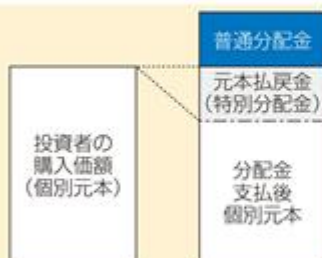 普通分配金
元本払戻金
(特別分配金)
投資者の
購入価額
(個別元本)
分配金
支払後
個別元本